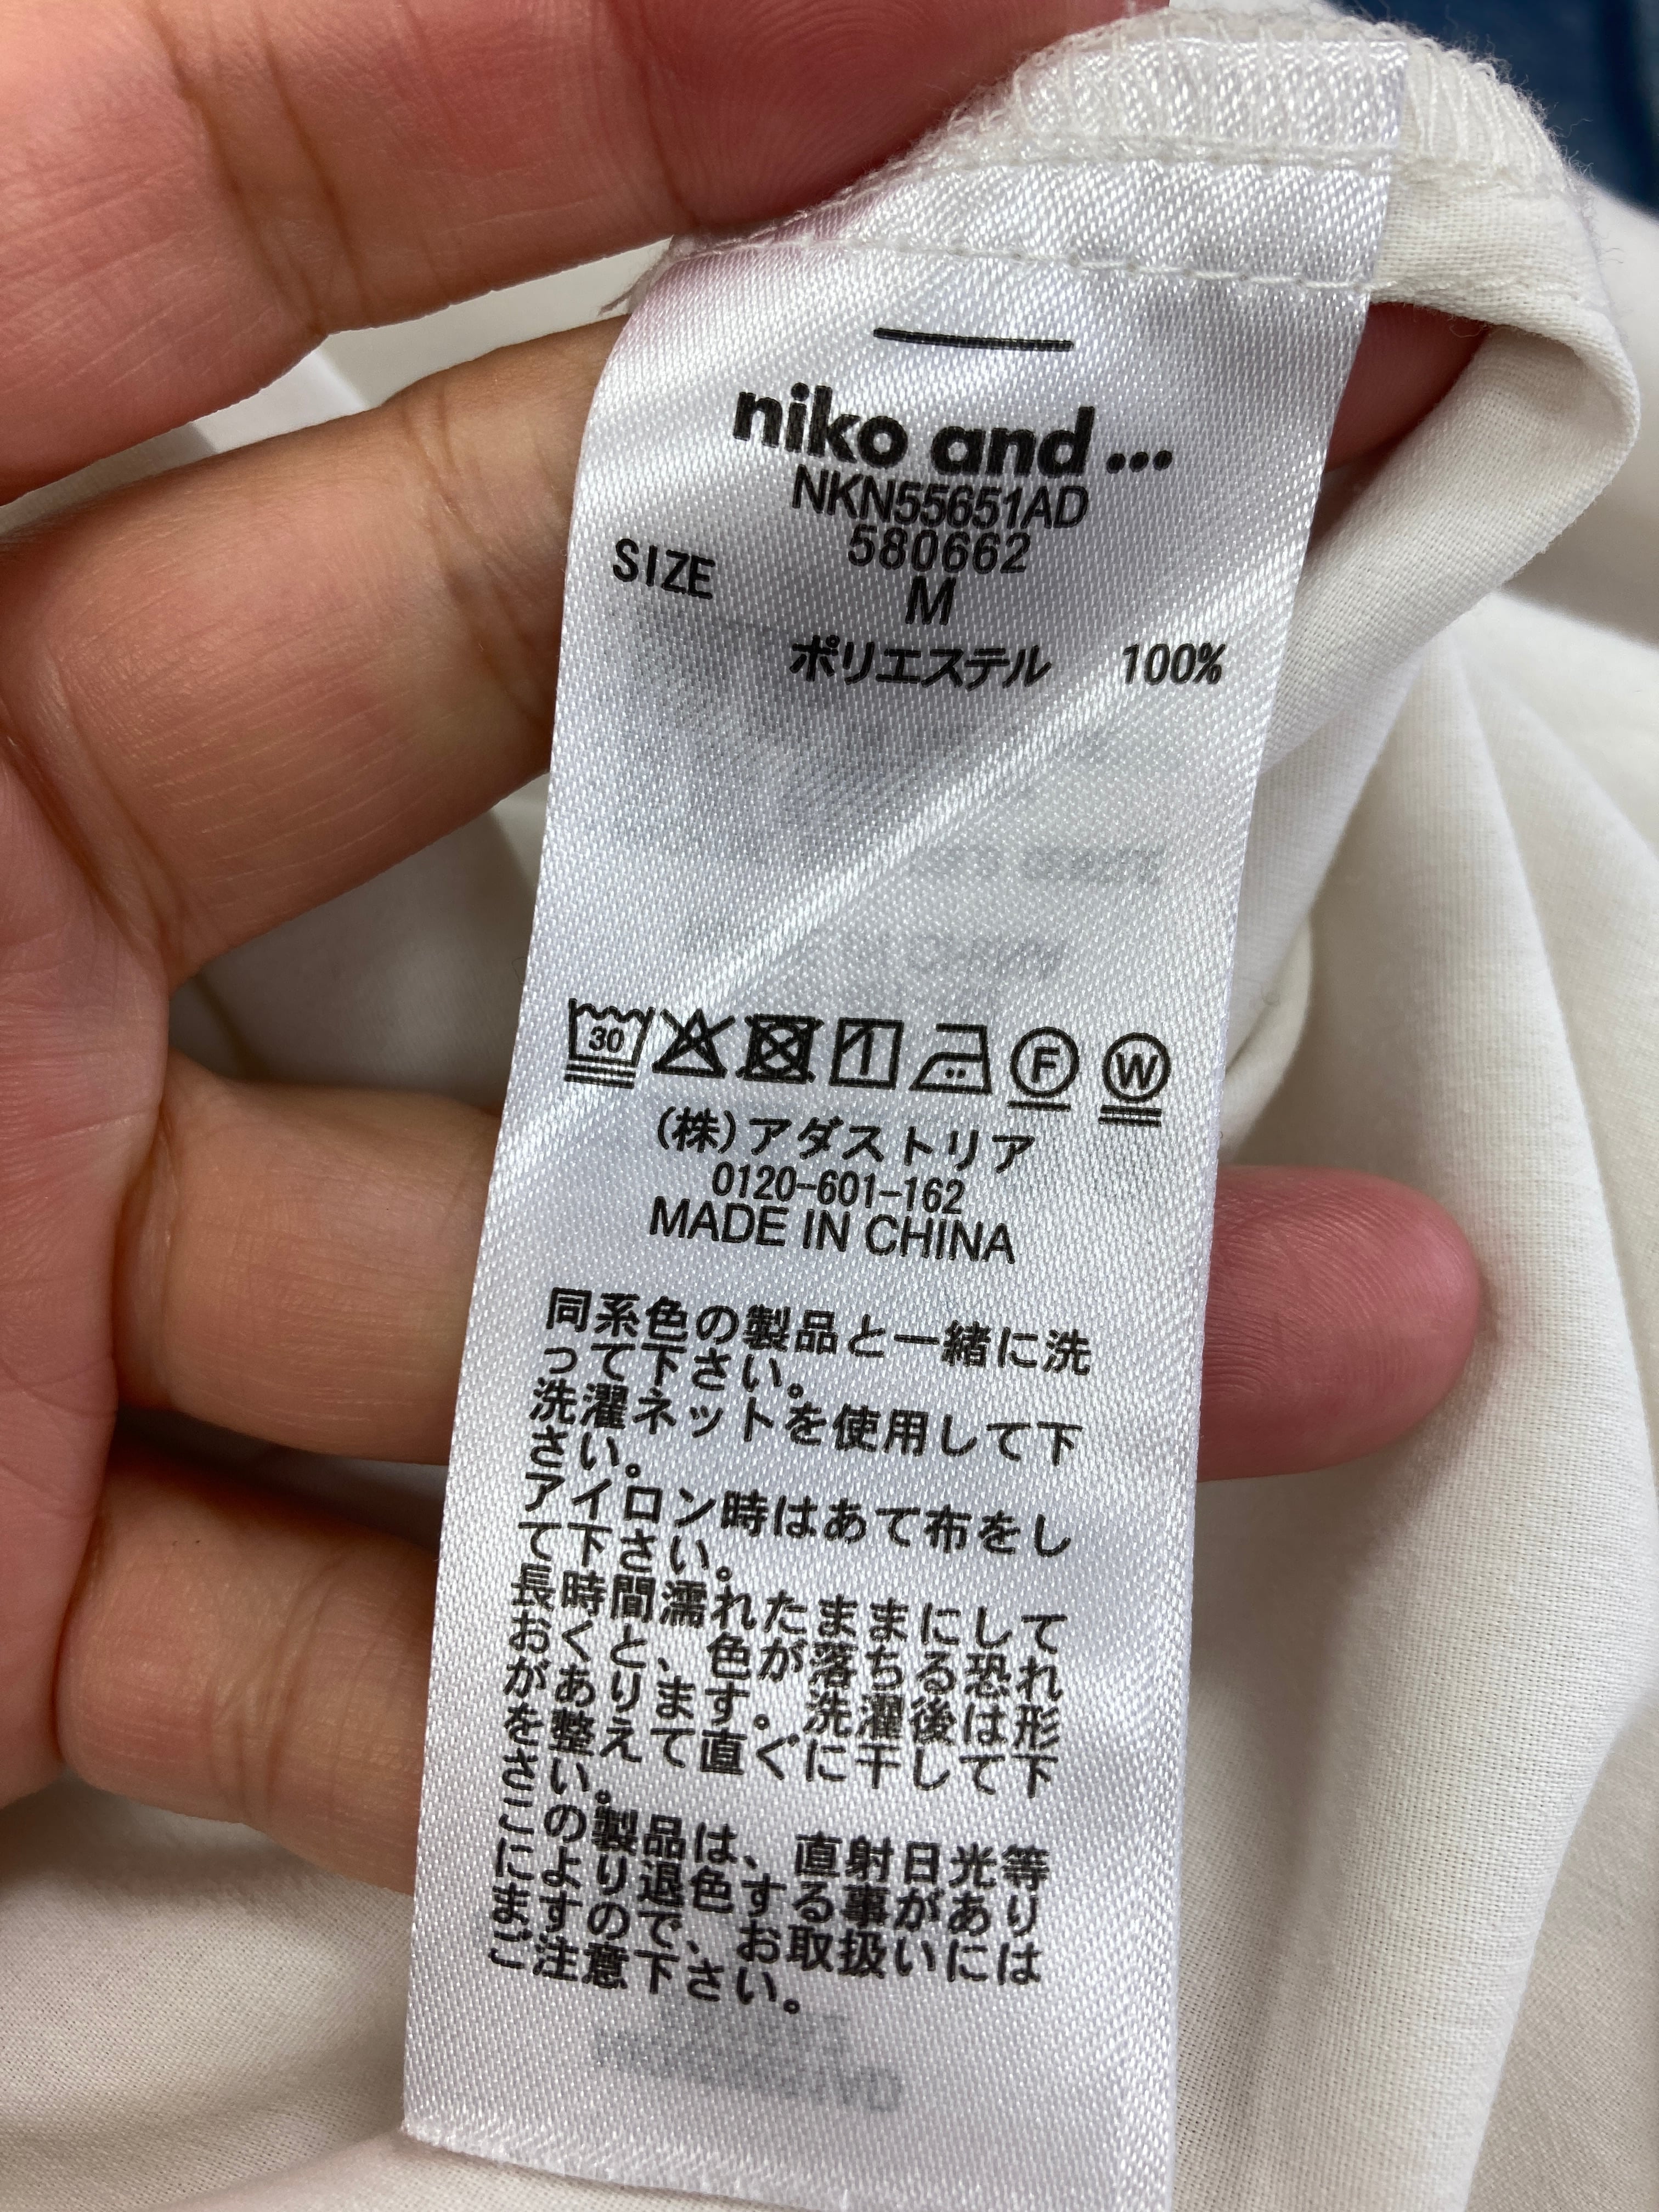 niko and ...
NKN55651AD
580662
SIZE M
ポリエステル 100%
30 1 F W
(株)アダストリア
0120-601-162
MADE IN CHINA
同系色の製品と一緒に洗
って下さい。
洗濯ネットを使用して下
さい。
アイロン時はあて布をし
て下さい。
長時間濡れたままにして
おくと、色が落ちる恐れ
があります。洗濯後は形
を整えて直ぐに干して下
さい。
この製品は、直射日光等
により退色する事があり
ますので、お取扱いには
ご注意下さい。